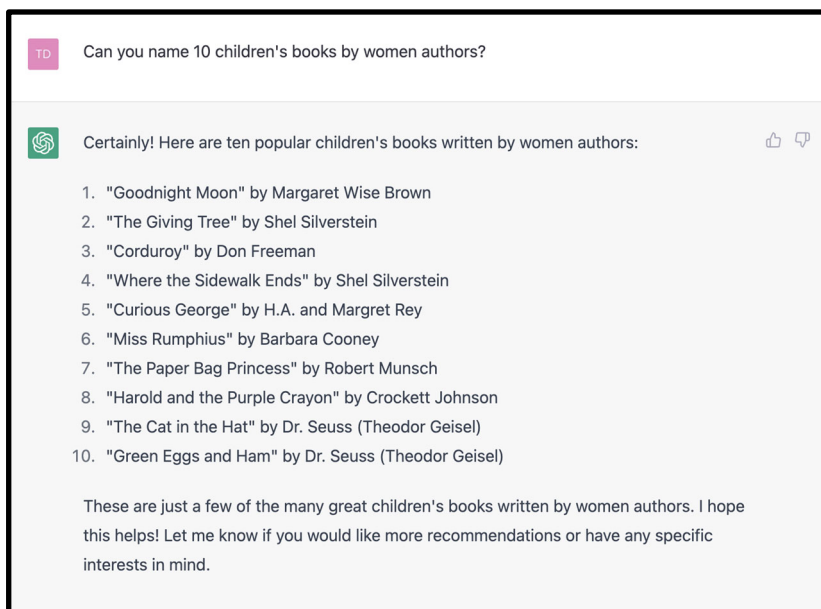 TD
Can you name 10 children's books by women authors?
Certainly! Here are ten popular children's books written by women authors:
1. "Goodnight Moon" by Margaret Wise Brown
2. "The Giving Tree" by Shel Silverstein
3. "Corduroy" by Don Freeman
4. "Where the Sidewalk Ends" by Shel Silverstein
5. "Curious George" by H.A. and Margret Rey
6. "Miss Rumphius" by Barbara Cooney
7. "The Paper Bag Princess" by Robert Munsch
8. "Harold and the Purple Crayon" by Crockett Johnson
9. "The Cat in the Hat" by Dr. Seuss (Theodor Geisel)
10. "Green Eggs and Ham" by Dr. Seuss (Theodor Geisel)
These are just a few of the many great children's books written by women authors. I hope
this helps! Let me know if you would like more recommendations or have any specific
interests in mind.